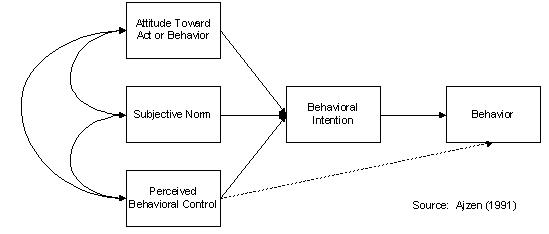 Attitude Toward
Act or Behavior
Subjective Norm
Behavioral
Intention
Behavior
Perceived
Behavioral Control
Source:  Ajzen (1991)